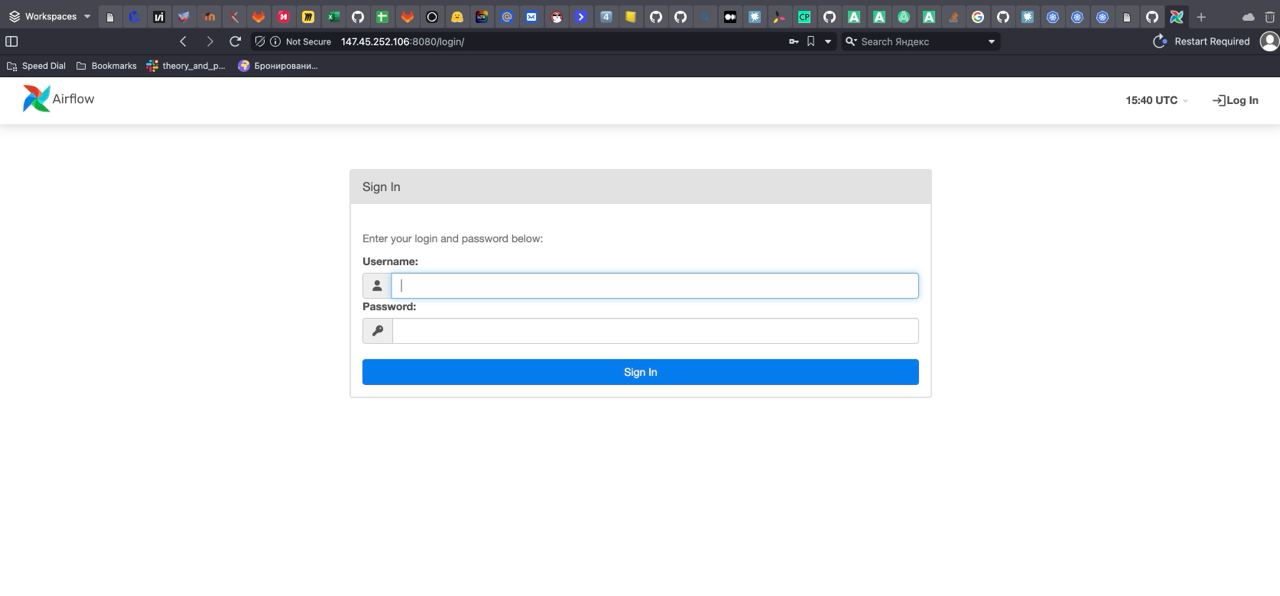 Workspaces
Not Secure 147.45.252.106:8080/login/ Search Яндекс Restart Required
Speed Dial Bookmarks theory_and_p... Бронировани...
Airflow 15:40 UTC Log In
Sign In
Enter your login and password below:
Username:
Password:
Sign In